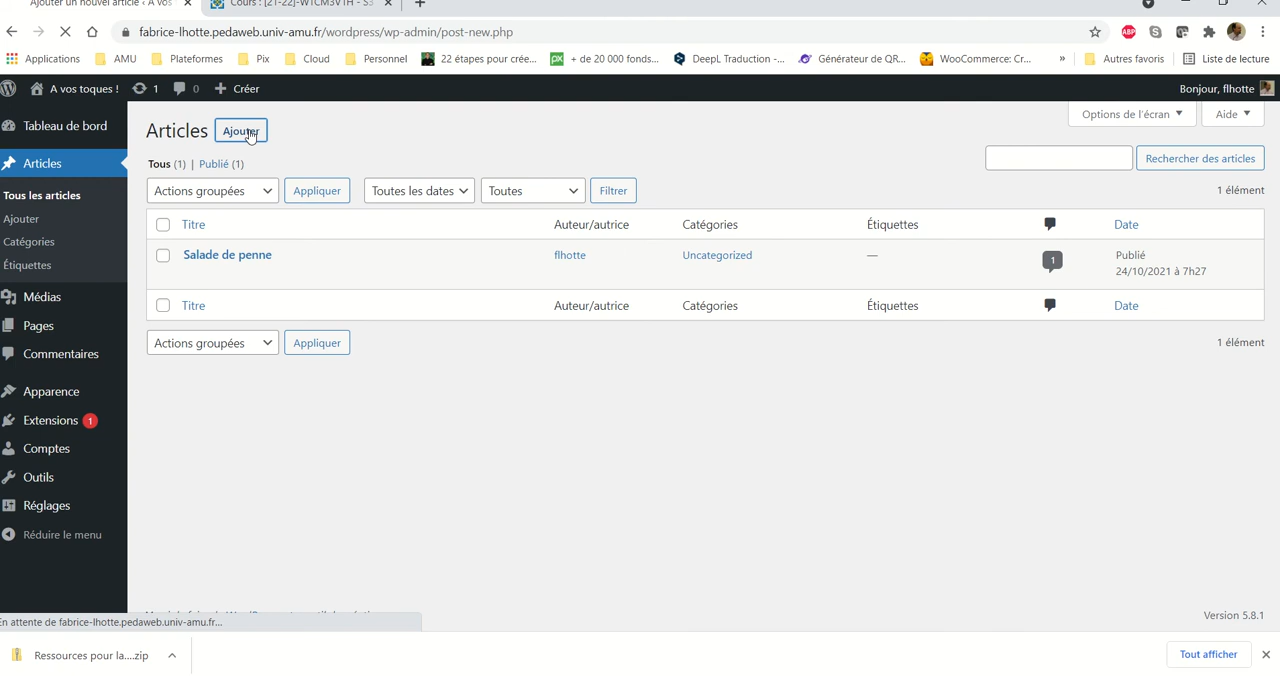 Ajouter un nouvel article ‹ A vos
Cours : [21-22]-W1CM3V1H - S3
fabrice-lhotte.pedaweb.univ-amu.fr/wordpress/wp-admin/post-new.php
Applications AMU Plateformes Pix Cloud Personnel 22 étapes pour crée... + de 20 000 fonds... DeepL Traduction -... Générateur de QR... WooCommerce: Cr... » Autres favoris Liste de lecture
A vos toques ! 1 0 + Créer Bonjour, flhotte
Options de l'écran Aide
Tableau de bord
Articles
Tous les articles
Ajouter
Catégories
Étiquettes
Médias
Pages
Commentaires
Apparence
Extensions 1
Comptes
Outils
Réglages
Réduire le menu
Articles Ajouter
Tous (1) | Publié (1)
Rechercher des articles
Actions groupées Appliquer Toutes les dates Toutes Filtrer 1 élément
Titre Auteur/autrice Catégories Étiquettes Date
Salade de penne flhotte Uncategorized — 1 Publié
24/10/2021 à 7h27
Titre Auteur/autrice Catégories Étiquettes Date
Actions groupées Appliquer 1 élément
Version 5.8.1
En attente de fabrice-lhotte.pedaweb.univ-amu.fr...
Ressources pour la....zip Tout afficher